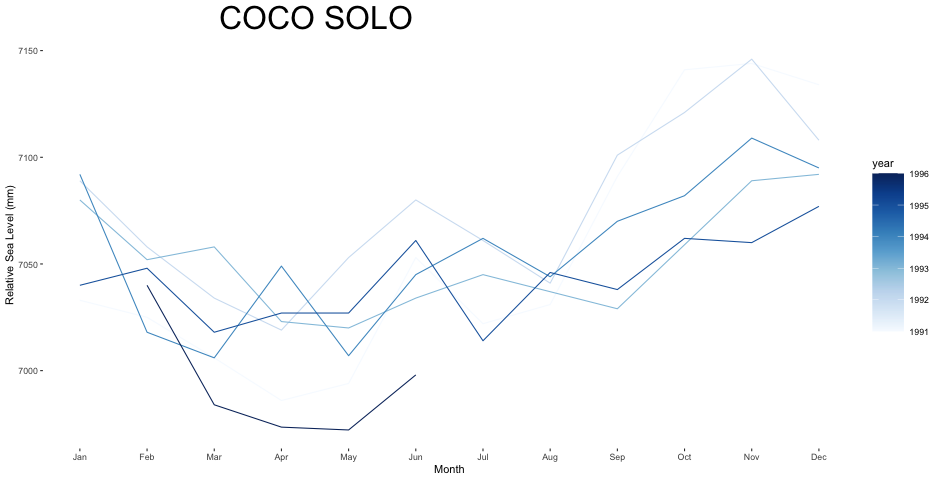 COCO SOLO
7150
7100
7050
7000
Relative Sea Level (mm)
Jan Feb Mar Apr May Jun Jul Aug Sep Oct Nov Dec
Month
year
1996
1995
1994
1993
1992
1991